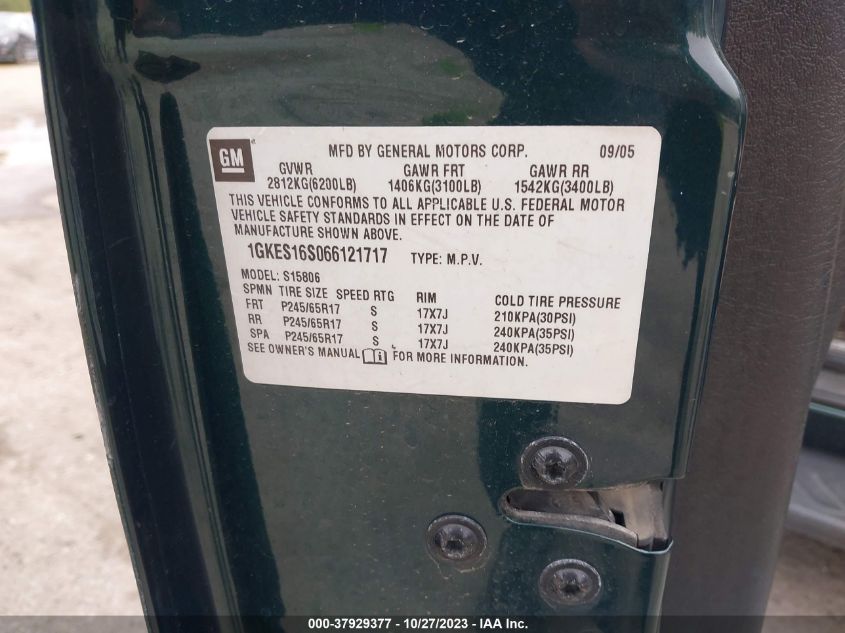 GM MFD BY GENERAL MOTORS CORP. 09/05
GVWR GAWR FRT GAWR RR
2812KG(6200LB) 1406KG(3100LB) 1542KG(3400LB)
THIS VEHICLE CONFORMS TO ALL APPLICABLE U.S. FEDERAL MOTOR
VEHICLE SAFETY STANDARDS IN EFFECT ON THE DATE OF
MANUFACTURE SHOWN ABOVE.
1GKES16S066121717 TYPE: M.P.V.
MODEL: S15806
SPMN TIRE SIZE SPEED RTG RIM COLD TIRE PRESSURE
FRT P245/65R17 S 17X7J 210KPA(30PSI)
RR P245/65R17 S 17X7J 240KPA(35PSI)
SPA P245/65R17 S 17X7J 240KPA(35PSI)
SEE OWNER'S MANUAL FOR MORE INFORMATION.
000-37929377 | 10/27/2023 - IAA Inc.